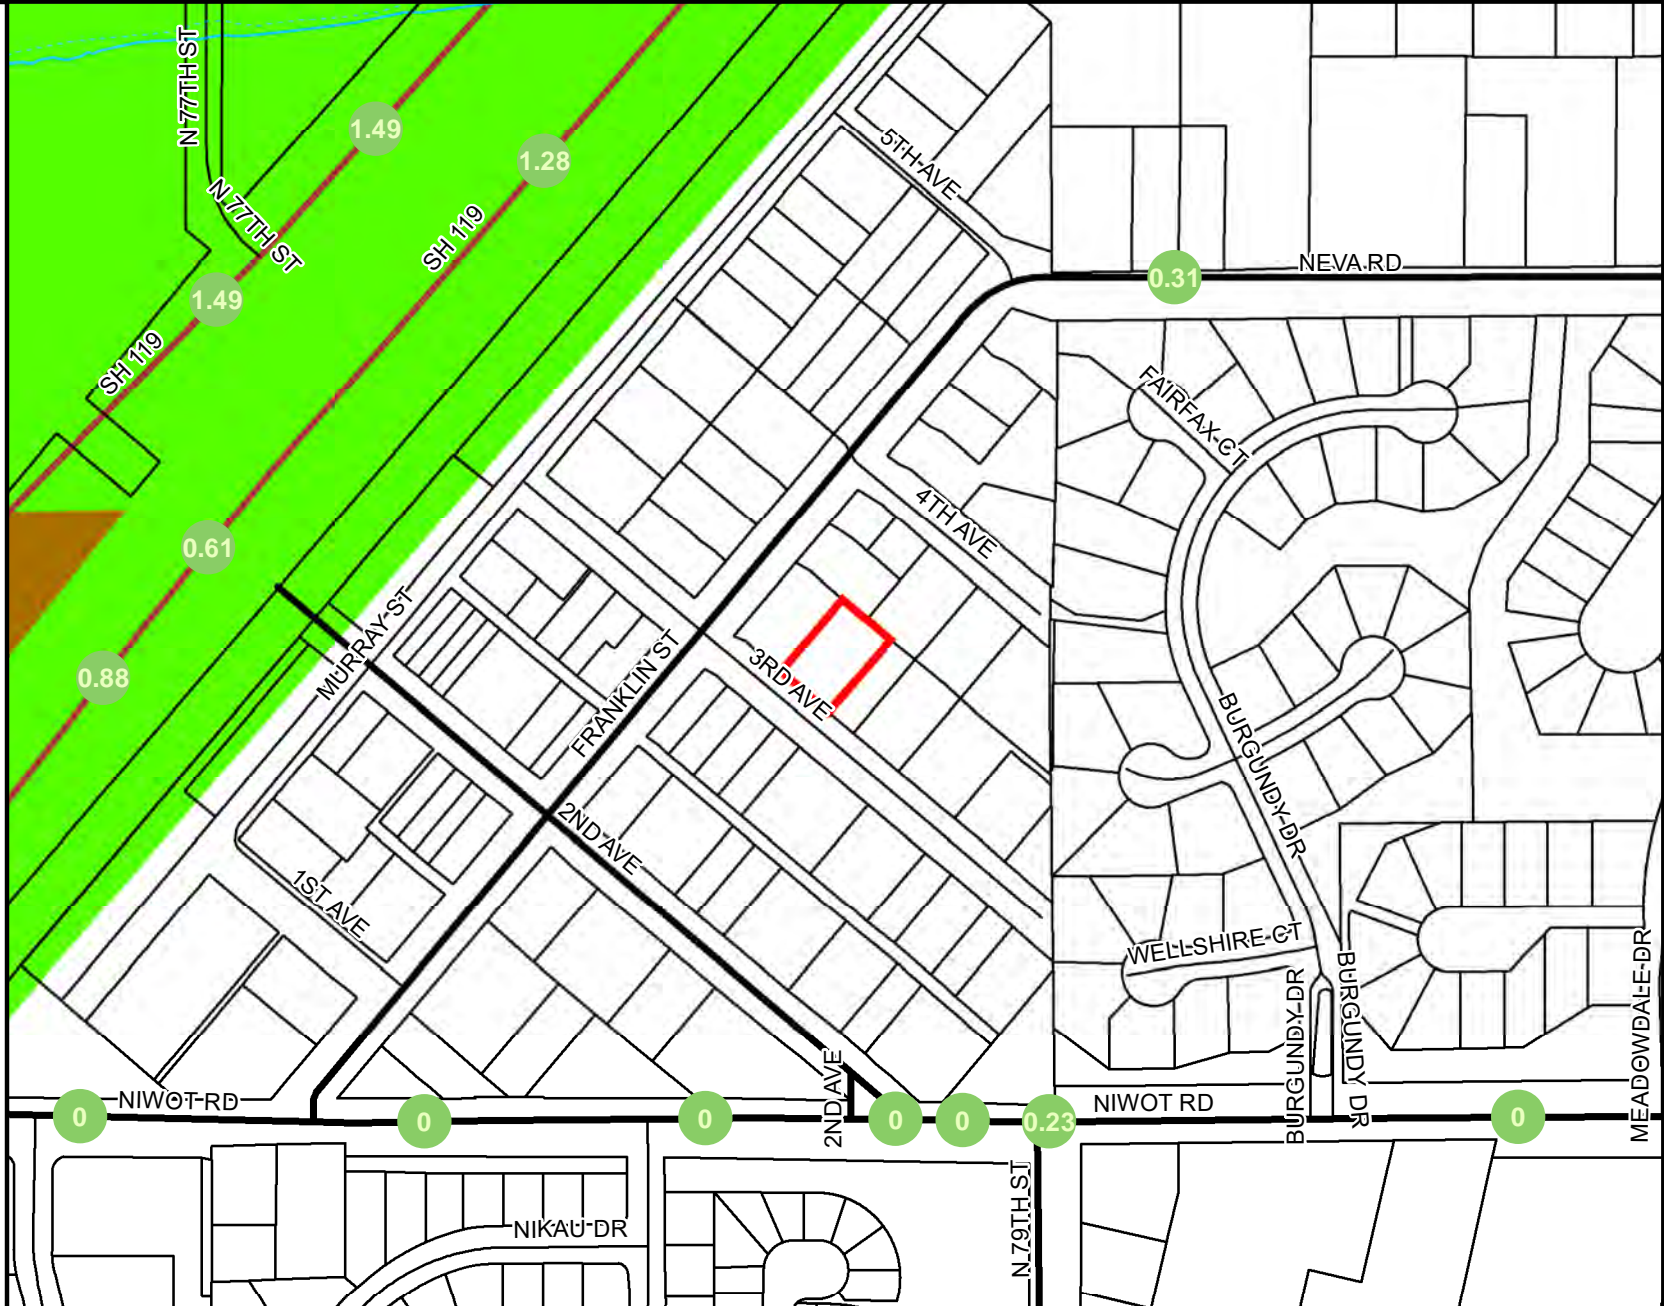 N 77TH ST
1.49
1.28
5TH AVE
N 77TH ST
SH 119
NEVA RD
0.31
1.49
SH 119
FAIRFAX CT
4TH AVE
0.61
MURRAY ST
FRANKLIN ST
3RD AVE
0.88
BURGUNDY DR
2ND AVE
1ST AVE
WELLSHIRE CT
BURGUNDY DR
BURGUNDY DR
MEADOWDALE DR
NIWOT RD
2ND AVE
NIWOT RD
0
0
0
0
0
0.23
0
N 79TH ST
NIKAU DR